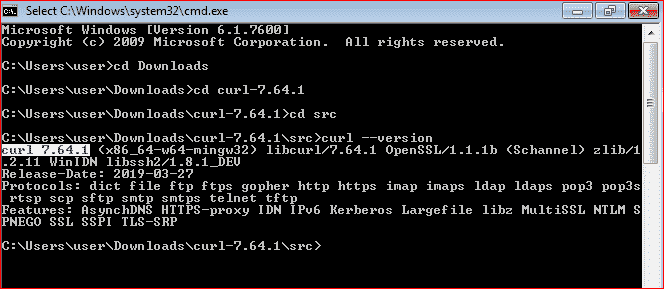 Select C:\Windows\system32\cmd.exe
Microsoft Windows [Version 6.1.7600]
Copyright (c) 2009 Microsoft Corporation.  All rights reserved.
C:\Users\user>cd Downloads
C:\Users\user\Downloads>cd curl-7.64.1
C:\Users\user\Downloads\curl-7.64.1>cd src
C:\Users\user\Downloads\curl-7.64.1\src>curl --version
curl 7.64.1 (x86_64-w64-mingw32) libcurl/7.64.1 OpenSSL/1.1.1b (Schannel) zlib/1
.2.11 WinIDN libssh2/1.8.1_DEV
Release-Date: 2019-03-27
Protocols: dict file ftp ftps gopher http https imap imaps ldap ldaps pop3 pop3s
 rtsp scp sftp smtp smtps telnet tftp
Features: AsynchDNS HTTPS-proxy IDN IPv6 Kerberos Largefile libz MultiSSL NTLM S
PNEGO SSL SSPI TLS-SRP
C:\Users\user\Downloads\curl-7.64.1\src>